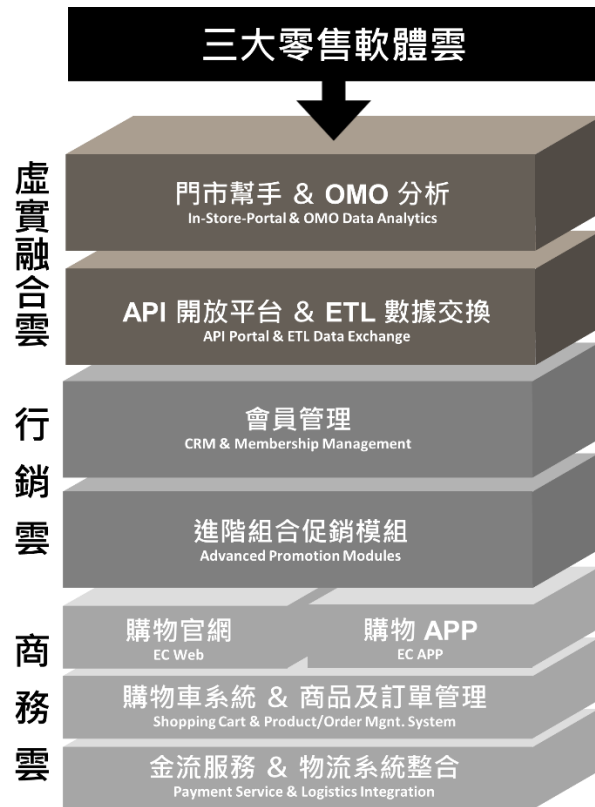 三大零售軟體雲
虛實融合雲
門市幫手 & OMO 分析
In-Store-Portal & OMO Data Analytics
API 開放平台 & ETL 數據交換
API Portal & ETL Data Exchange
行銷雲
會員管理
CRM & Membership Management
進階組合促銷模組
Advanced Promotion Modules
商務雲
購物官網
EC Web
購物 APP
EC APP
購物車系統 & 商品及訂單管理
Shopping Cart & Product/Order Mgnt. System
金流服務 & 物流系統整合
Payment Service & Logistics Integration